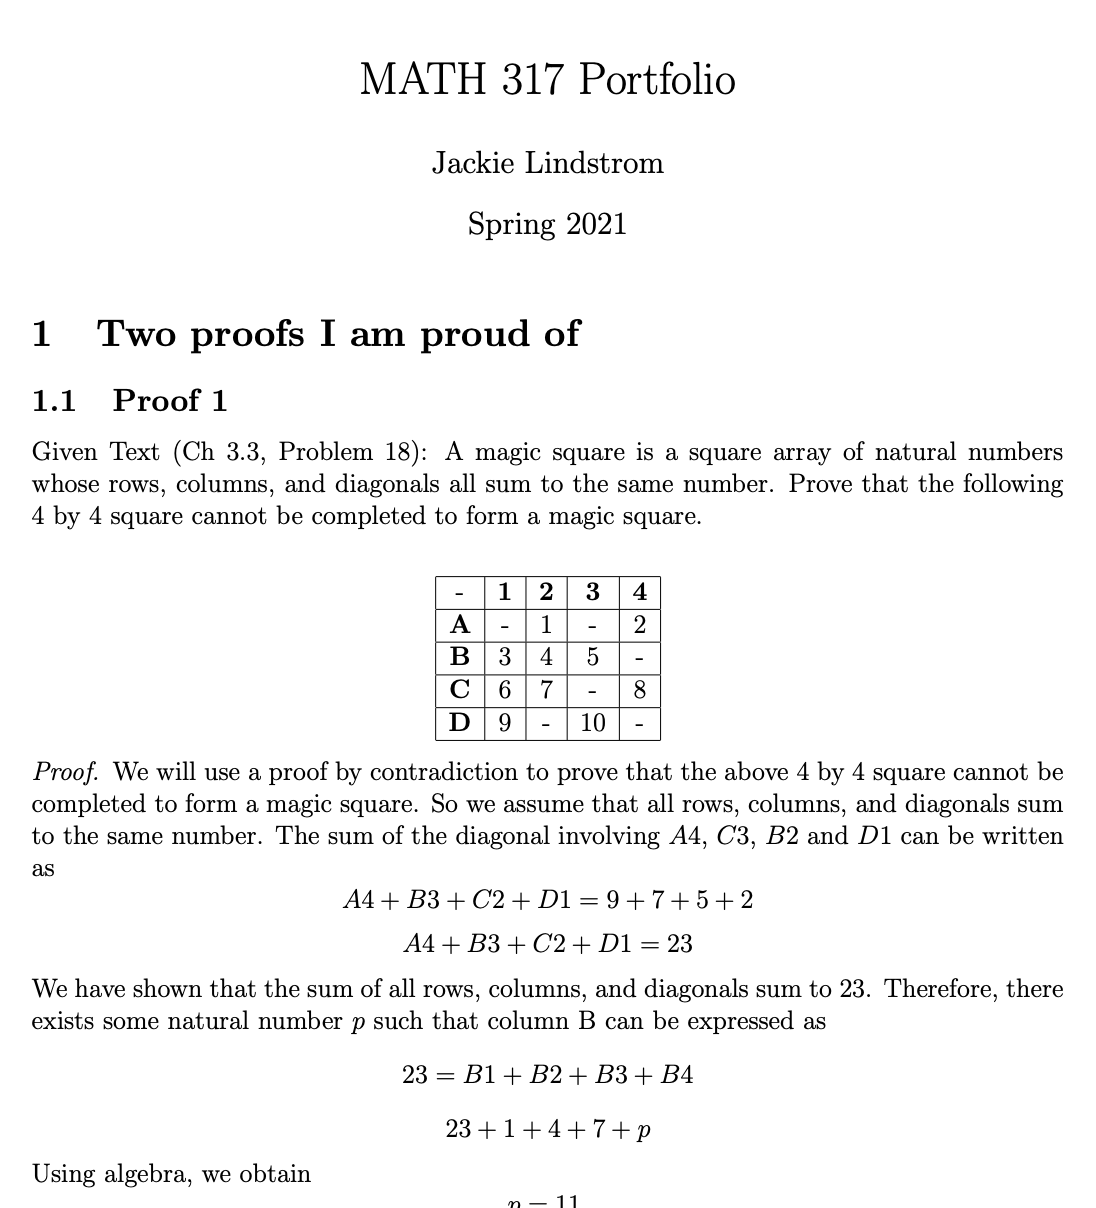 MATH 317 Portfolio
Jackie Lindstrom
Spring 2021
1 Two proofs I am proud of
1.1 Proof 1
Given Text (Ch 3.3, Problem 18): A magic square is a square array of natural numbers
whose rows, columns, and diagonals all sum to the same number. Prove that the following
4 by 4 square cannot be completed to form a magic square.
- 1 2 3 4
A - 1 - 2
B 3 4 5 -
C 6 7 - 8
D 9 - 10 -
Proof. We will use a proof by contradiction to prove that the above 4 by 4 square cannot be
completed to form a magic square. So we assume that all rows, columns, and diagonals sum
to the same number. The sum of the diagonal involving A4, C3, B2 and D1 can be written
as
A4 + B3 + C2 + D1 = 9 + 7 + 5 + 2
A4 + B3 + C2 + D1 = 23
We have shown that the sum of all rows, columns, and diagonals sum to 23. Therefore, there
exists some natural number p such that column B can be expressed as
23 = B1 + B2 + B3 + B4
23 + 1 + 4 + 7 + p
Using algebra, we obtain
p = 11